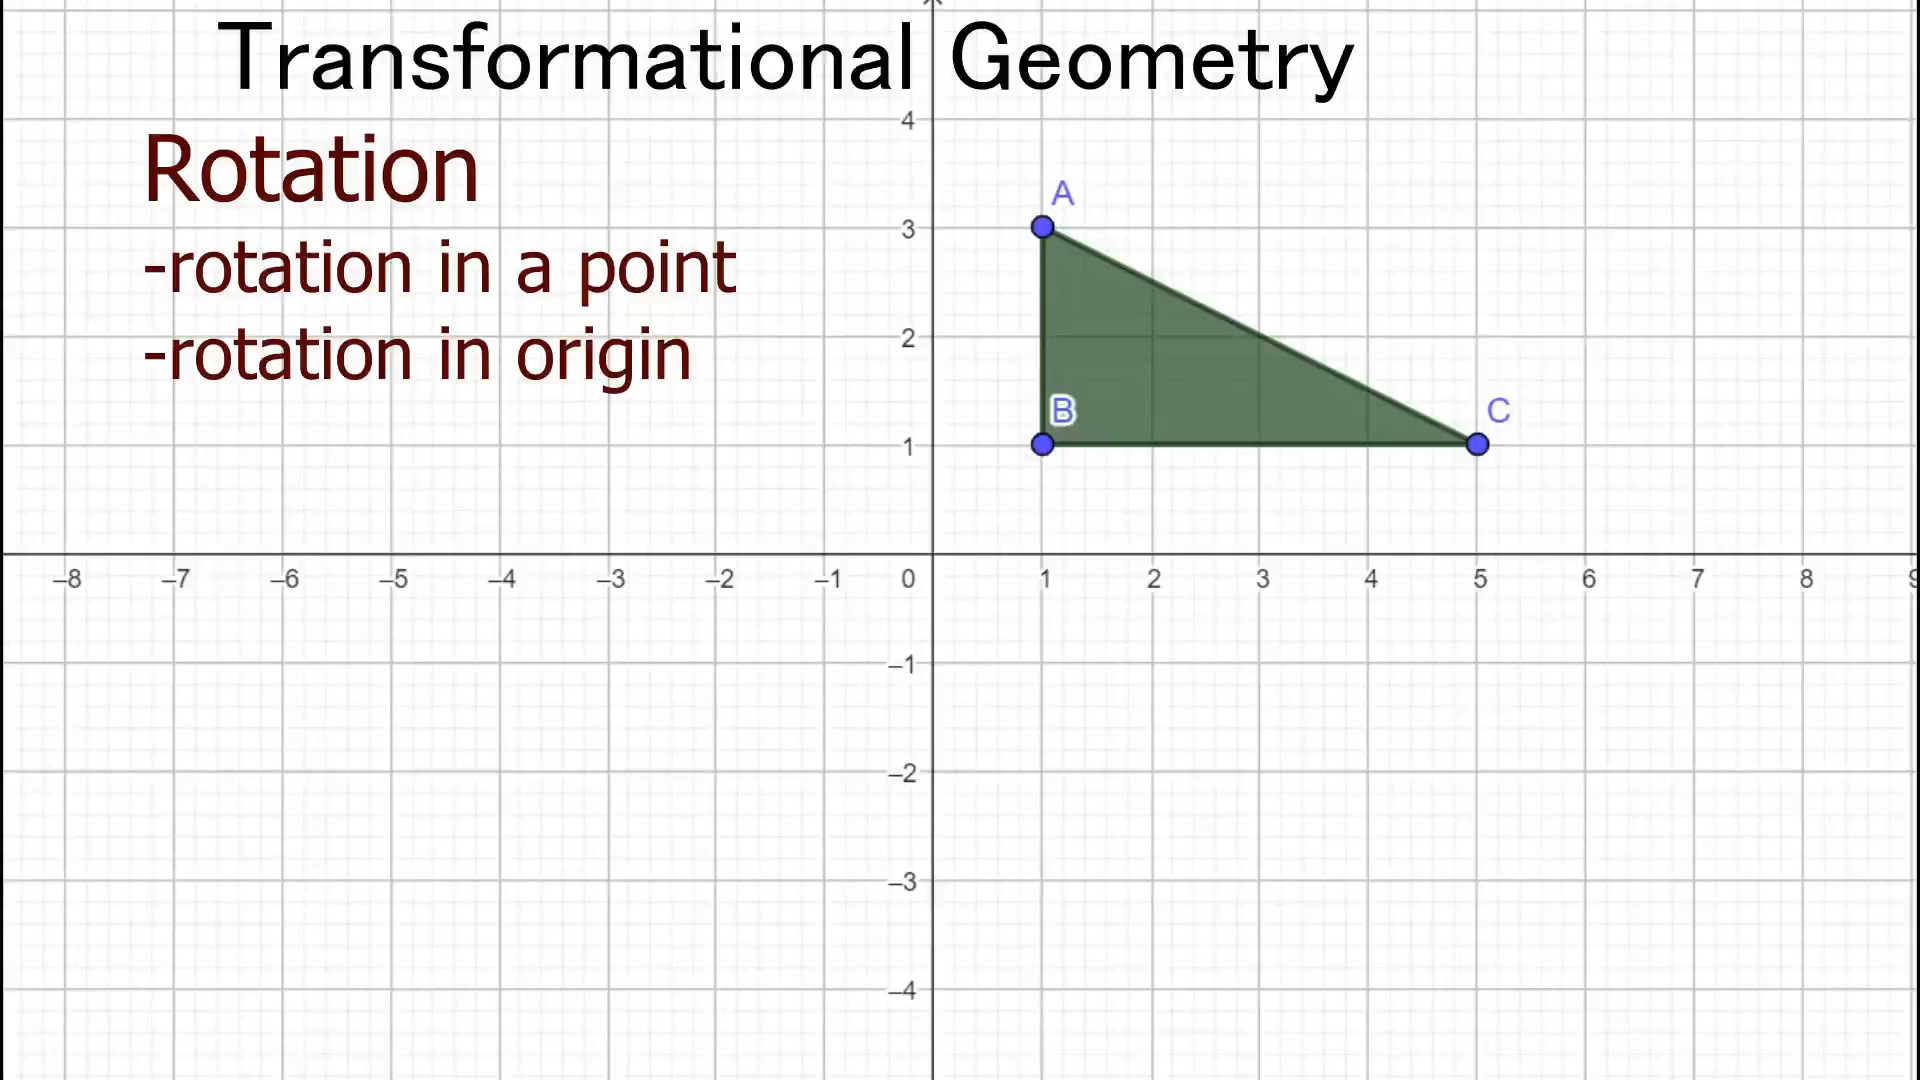 Transformational Geometry
Rotation
-rotation in a point
-rotation in origin
4
A
3
2
B
C
1
–8 –7 –6 –5 –4 –3 –2 –1 0 1 2 3 4 5 6 7 8 9
–1
–2
–3
–4